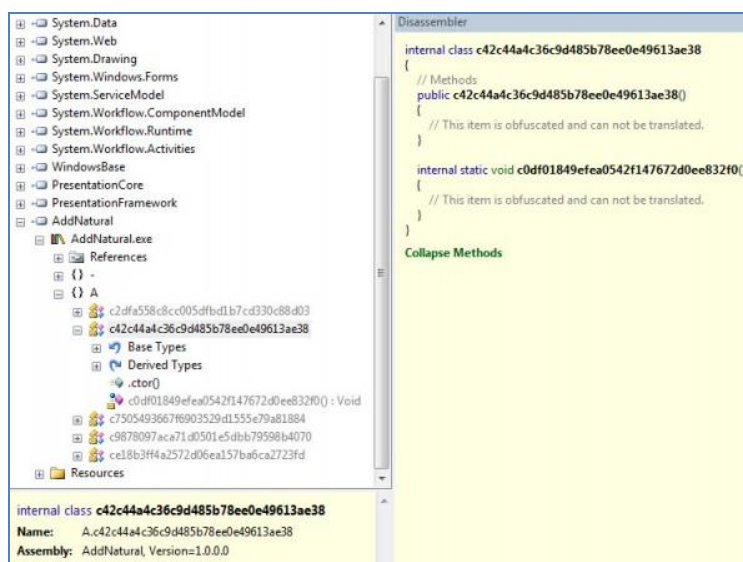 System.Data
System.Web
System.Drawing
System.Windows.Forms
System.ServiceModel
System.Workflow.ComponentModel
System.Workflow.Runtime
System.Workflow.Activities
WindowsBase
PresentationCore
PresentationFramework
AddNatural
AddNatural.exe
References
{} -
{} A
c2dfa558c8cc005dfbd1b7cd330c88d03
c42c44a4c36c9d485b78ee0e49613ae38
Base Types
Derived Types
.ctor()
c0df01849efea0542f147672d0ee832f0() : Void
c7505493667f6903529d1555e79a81884
c9878097aca71d0501e5dbb79598b4070
ce18b3ff4a2572d06ea157ba6ca2723fd
Resources
internal class c42c44a4c36c9d485b78ee0e49613ae38
Name: A.c42c44a4c36c9d485b78ee0e49613ae38
Assembly: AddNatural, Version=1.0.0.0
Disassembler
internal class c42c44a4c36c9d485b78ee0e49613ae38
{
// Methods
public c42c44a4c36c9d485b78ee0e49613ae38()
{
// This item is obfuscated and can not be translated.
}
internal static void c0df01849efea0542f147672d0ee832f0()
{
// This item is obfuscated and can not be translated.
}
}
Collapse Methods